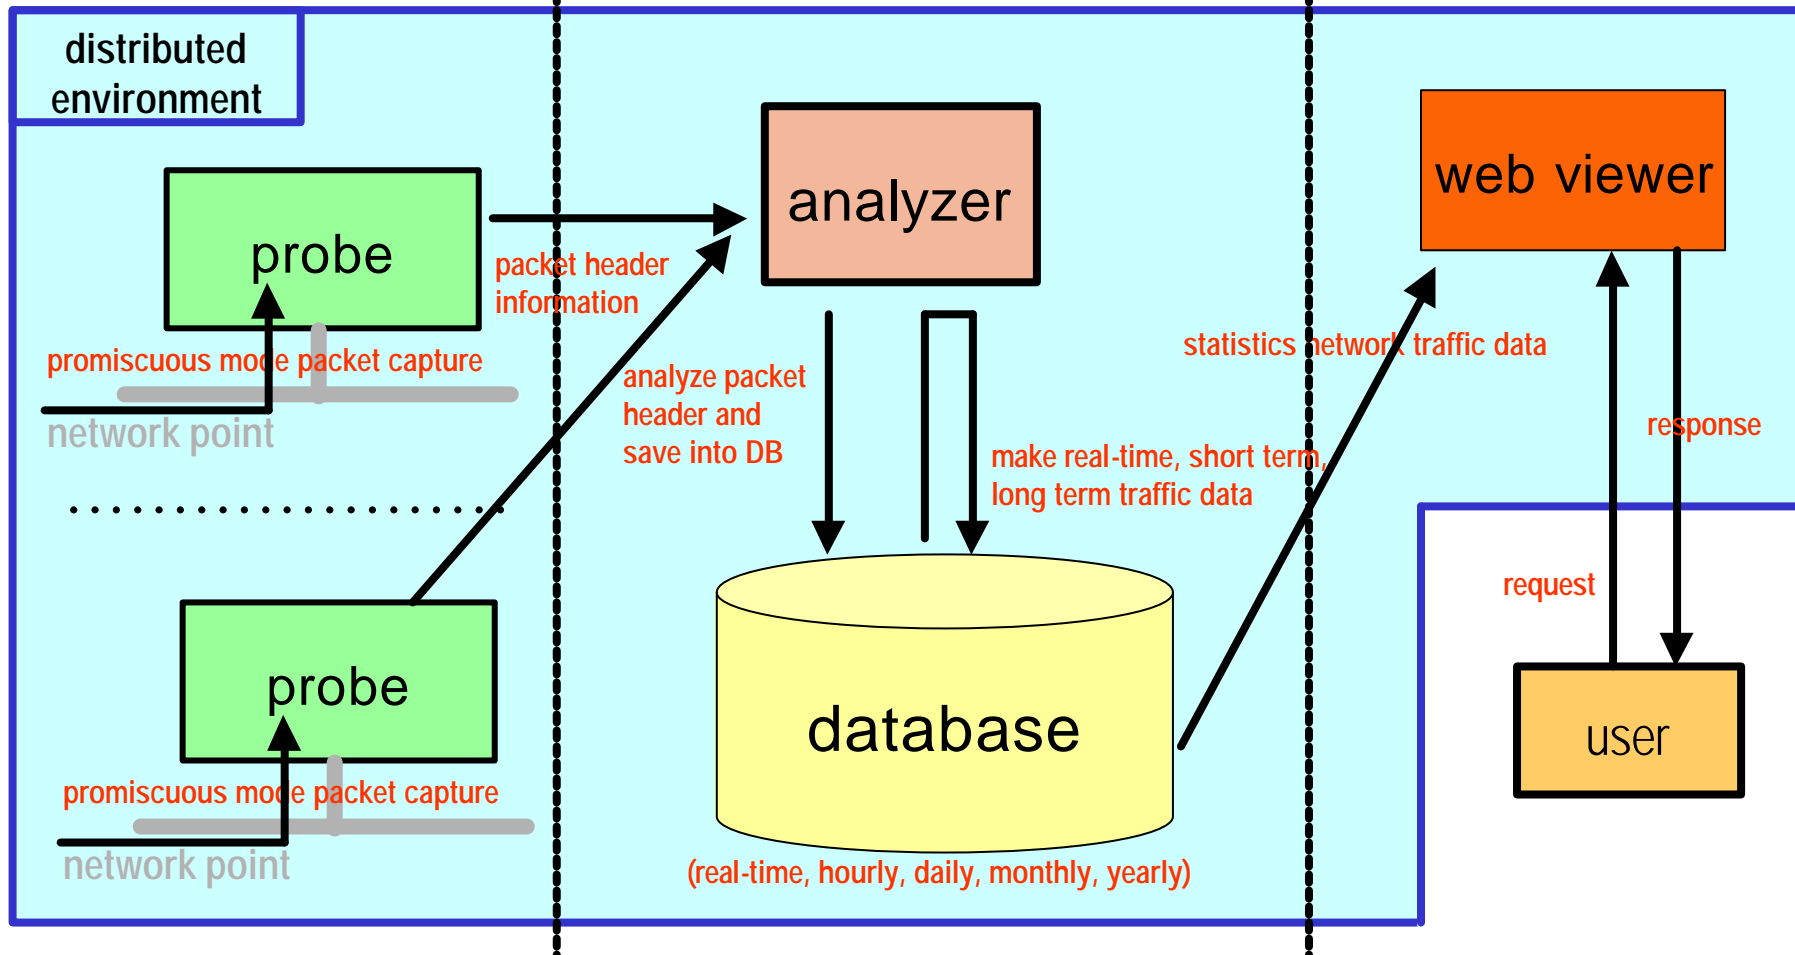 distributed
environment
probe
promiscuous mode packet capture
network point
packet header
information
probe
promiscuous mode packet capture
network point
analyzer
analyze packet
header and
save into DB
make real-time, short term,
long term traffic data
database
(real-time, hourly, daily, monthly, yearly)
web viewer
statistics network traffic data
response
request
user